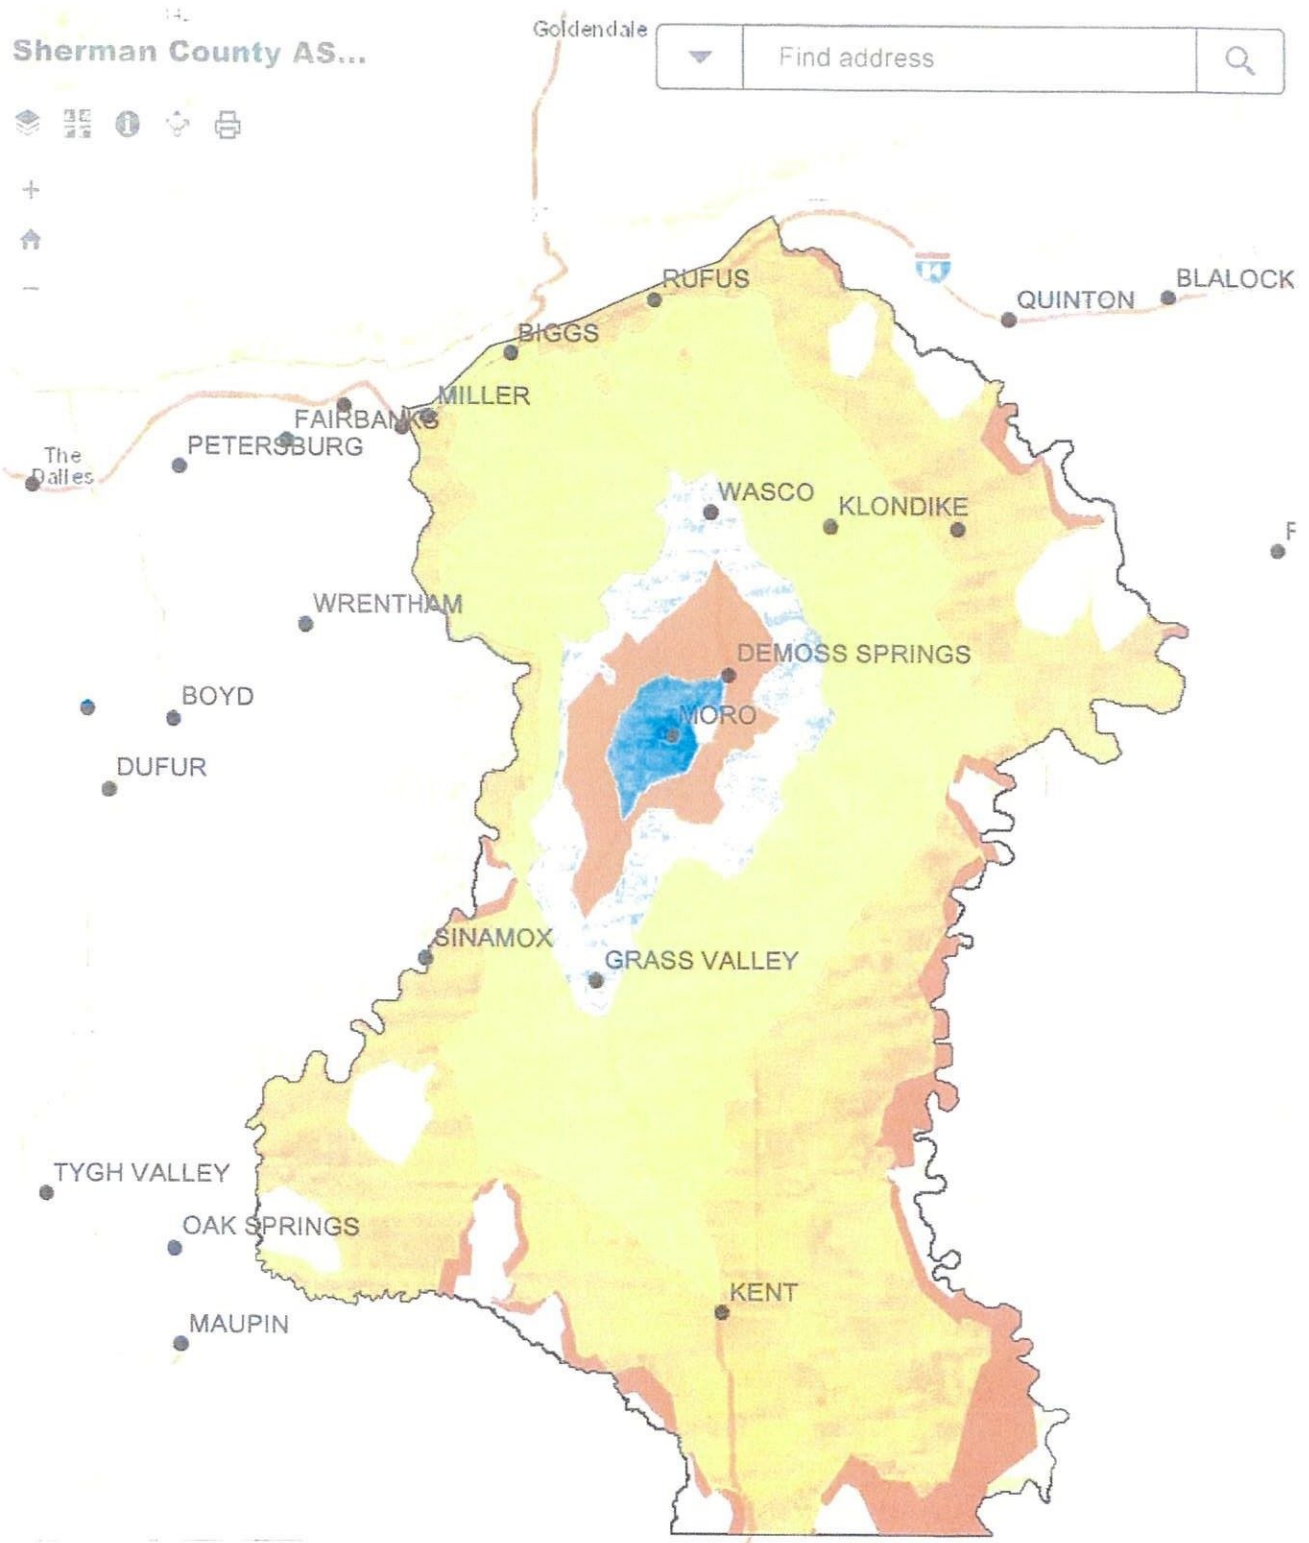 Goldendale
Sherman County AS...
Find address
RUFUS
BLALOCK
QUINTON
BIGGS
MILLER
FAIRBANKS
PETERSBURG
The
Dalles
WASCO
KLONDIKE
F
WRENTHAM
DEMOSS SPRINGS
BOYD
MORO
DUFUR
SINAMOX
GRASS VALLEY
TYGH VALLEY
OAK SPRINGS
KENT
MAUPIN